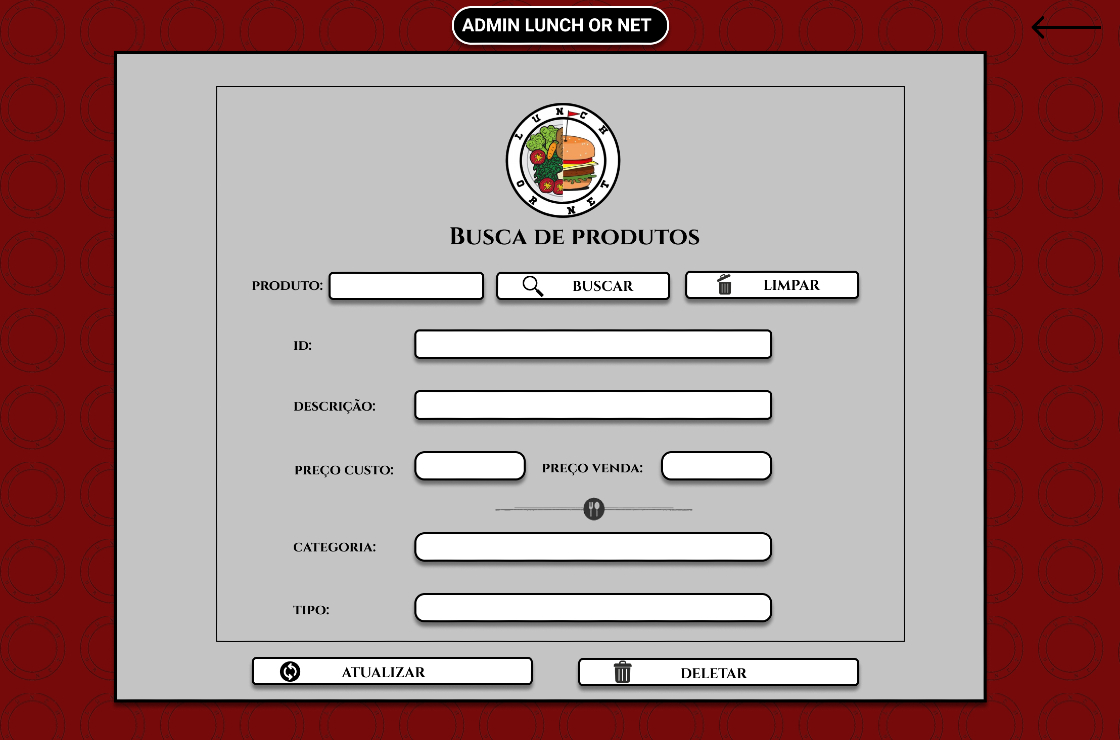 ADMIN LUNCH OR NET
LUNCH
OR NET
BUSCA DE PRODUTOS
PRODUTO:
BUSCAR
LIMPAR
ID:
DESCRIÇÃO:
PREÇO CUSTO:
PREÇO VENDA:
CATEGORIA:
TIPO:
ATUALIZAR
DELETAR